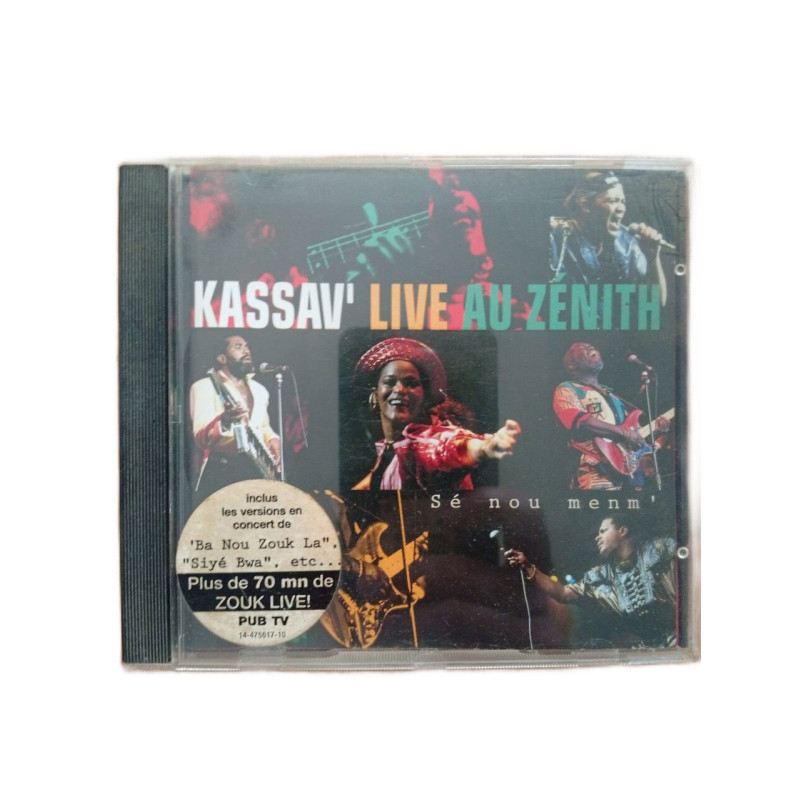 KASSAV' LIVE AU ZÉNITH
Sé nou menm'
inclus
les versions en
concert de
'Ba Nou Zouk La",
"Siyé Bwa", etc...
Plus de 70 mn de
ZOUK LIVE!
PUB TV
14-475617-10